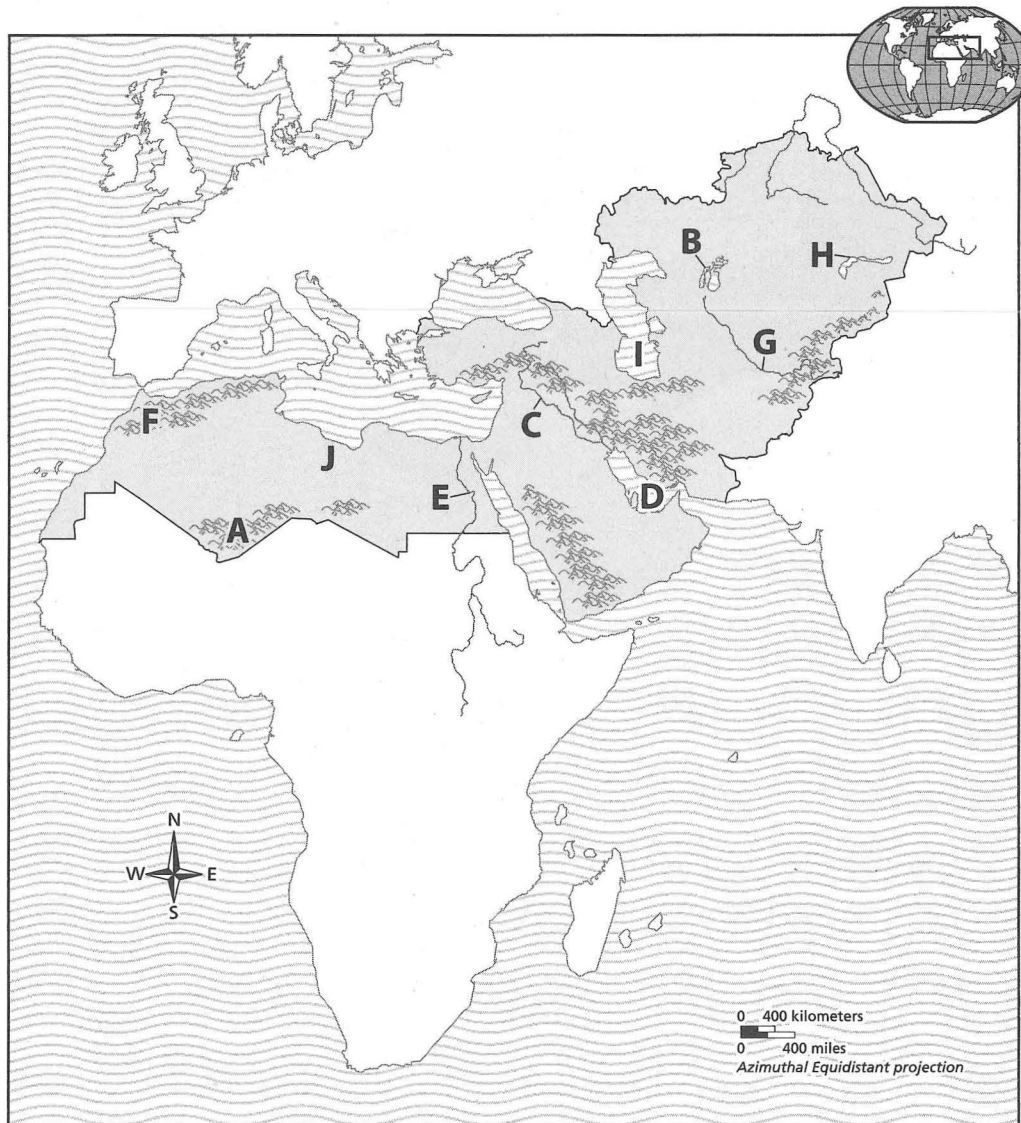 B
H
I
G
F
C
J
E
D
A
N
W E
S
0 400 kilometers
0 400 miles
Azimuthal Equidistant projection